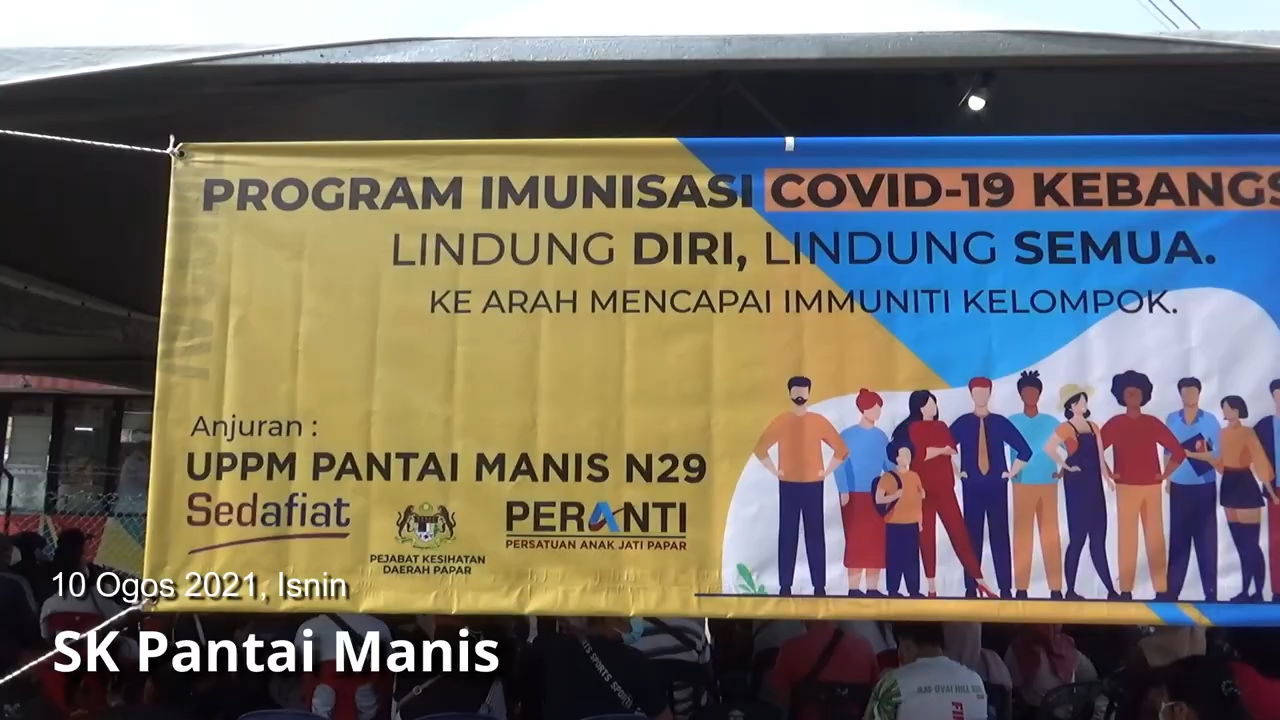 PROGRAM IMUNISASI COVID-19 KEBANGS
LINDUNG DIRI, LINDUNG SEMUA.
KE ARAH MENCAPAI IMMUNITI KELOMPOK.
Anjuran :
UPPM PANTAI MANIS N29
Sedafiat
PEJABAT KESIHATAN
DAERAH PAPAR
PERANTI
PERSATUAN ANAK JATI PAPAR
10 Ogos 2021, Isnin
SK Pantai Manis